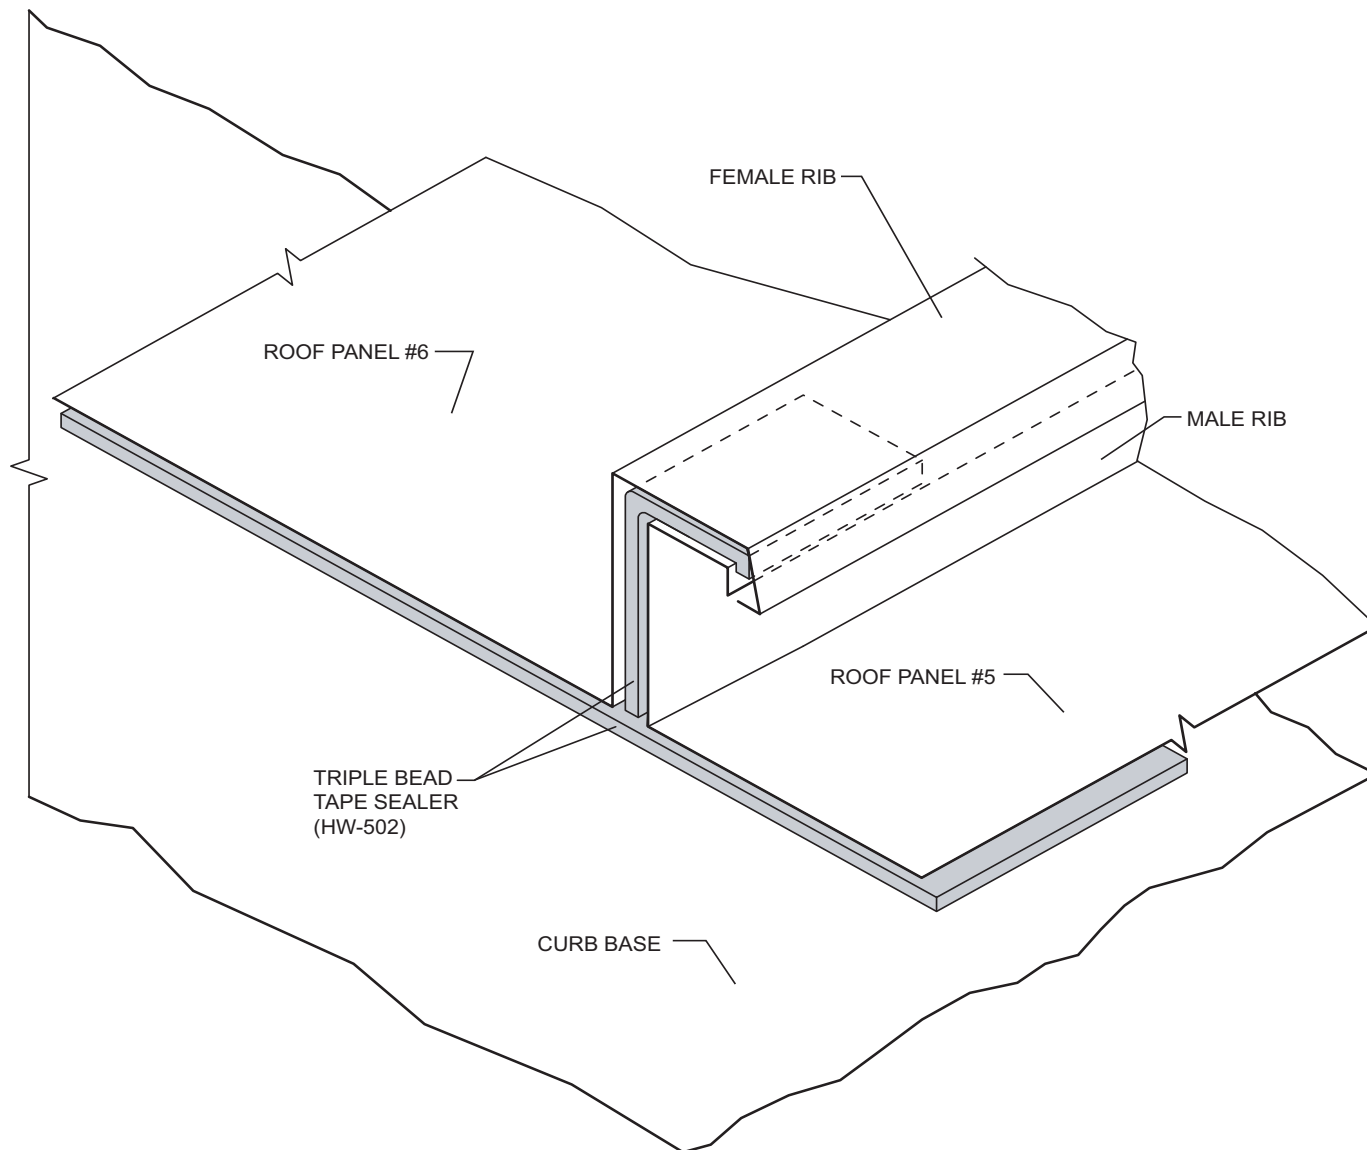 FEMALE RIB
ROOF PANEL #6
MALE RIB
ROOF PANEL #5
TRIPLE BEAD
TAPE SEALER
(HW-502)
CURB BASE